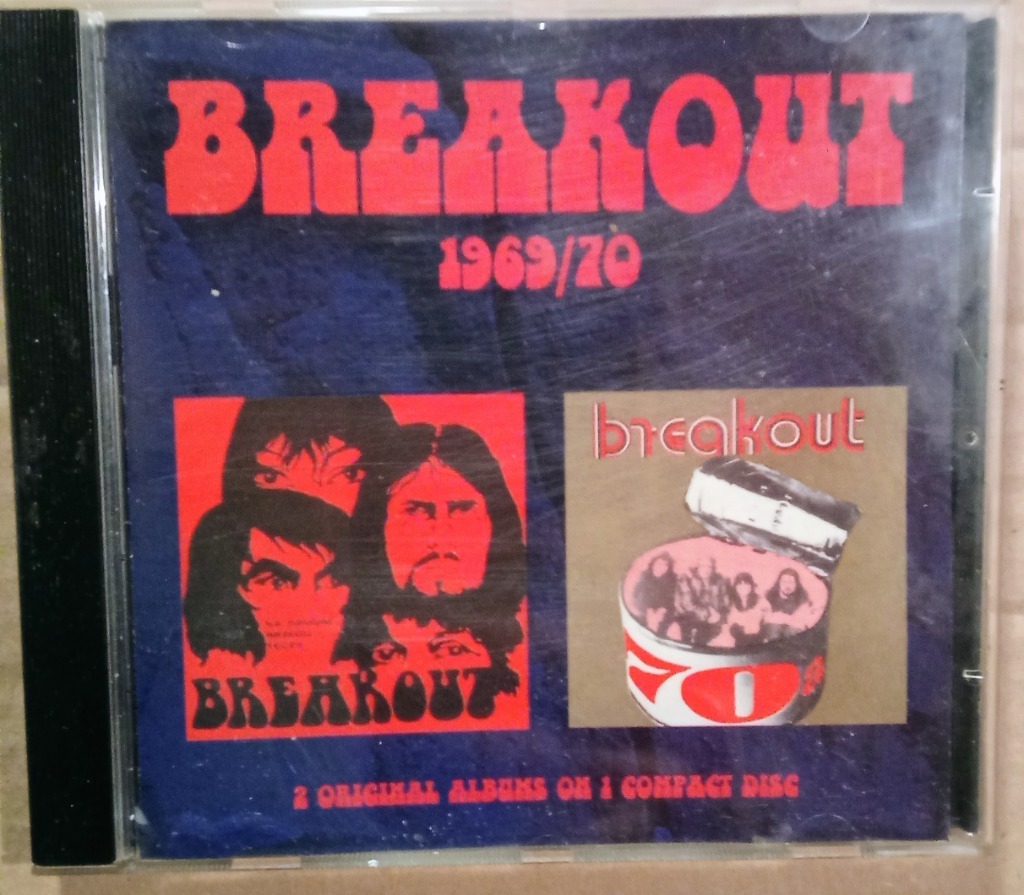 BREAKOUT
1969/70
breakout
BREAKOUT
70
2 ORIGINAL ALBUMS ON 1 COMPACT DISC